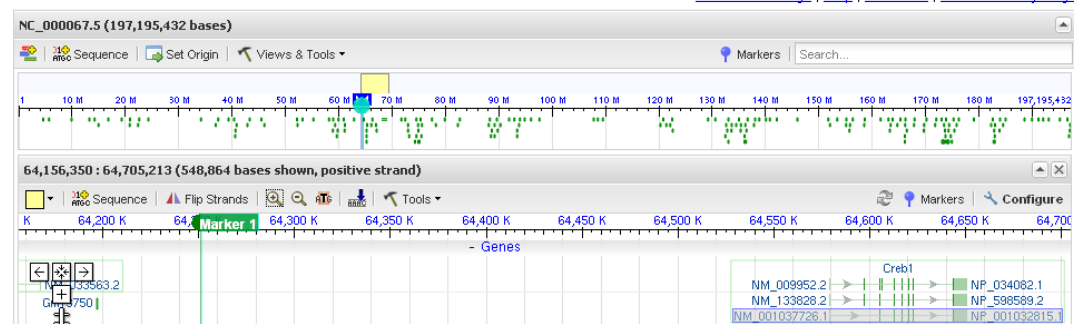 NC_000067.5 (197,195,432 bases)
Sequence Set Origin Views & Tools Markers Search...
1 10 M 20 M 30 M 40 M 50 M 60 M 70 M 80 M 90 M 100 M 110 M 120 M 130 M 140 M 150 M 160 M 170 M 180 M 197,195,432
64,156,350 : 64,705,213 (548,864 bases shown, positive strand)
Sequence Flip Strands Tools Markers Configure
K 64,200 K 64, Marker 1 64,300 K 64,350 K 64,400 K 64,450 K 64,500 K 64,550 K 64,600 K 64,650 K 64,700
- Genes
Creb1
NM_009952.2 NP_034082.1
NM_133828.2 NP_598589.2
NM_001037726.1 NP_001032815.1